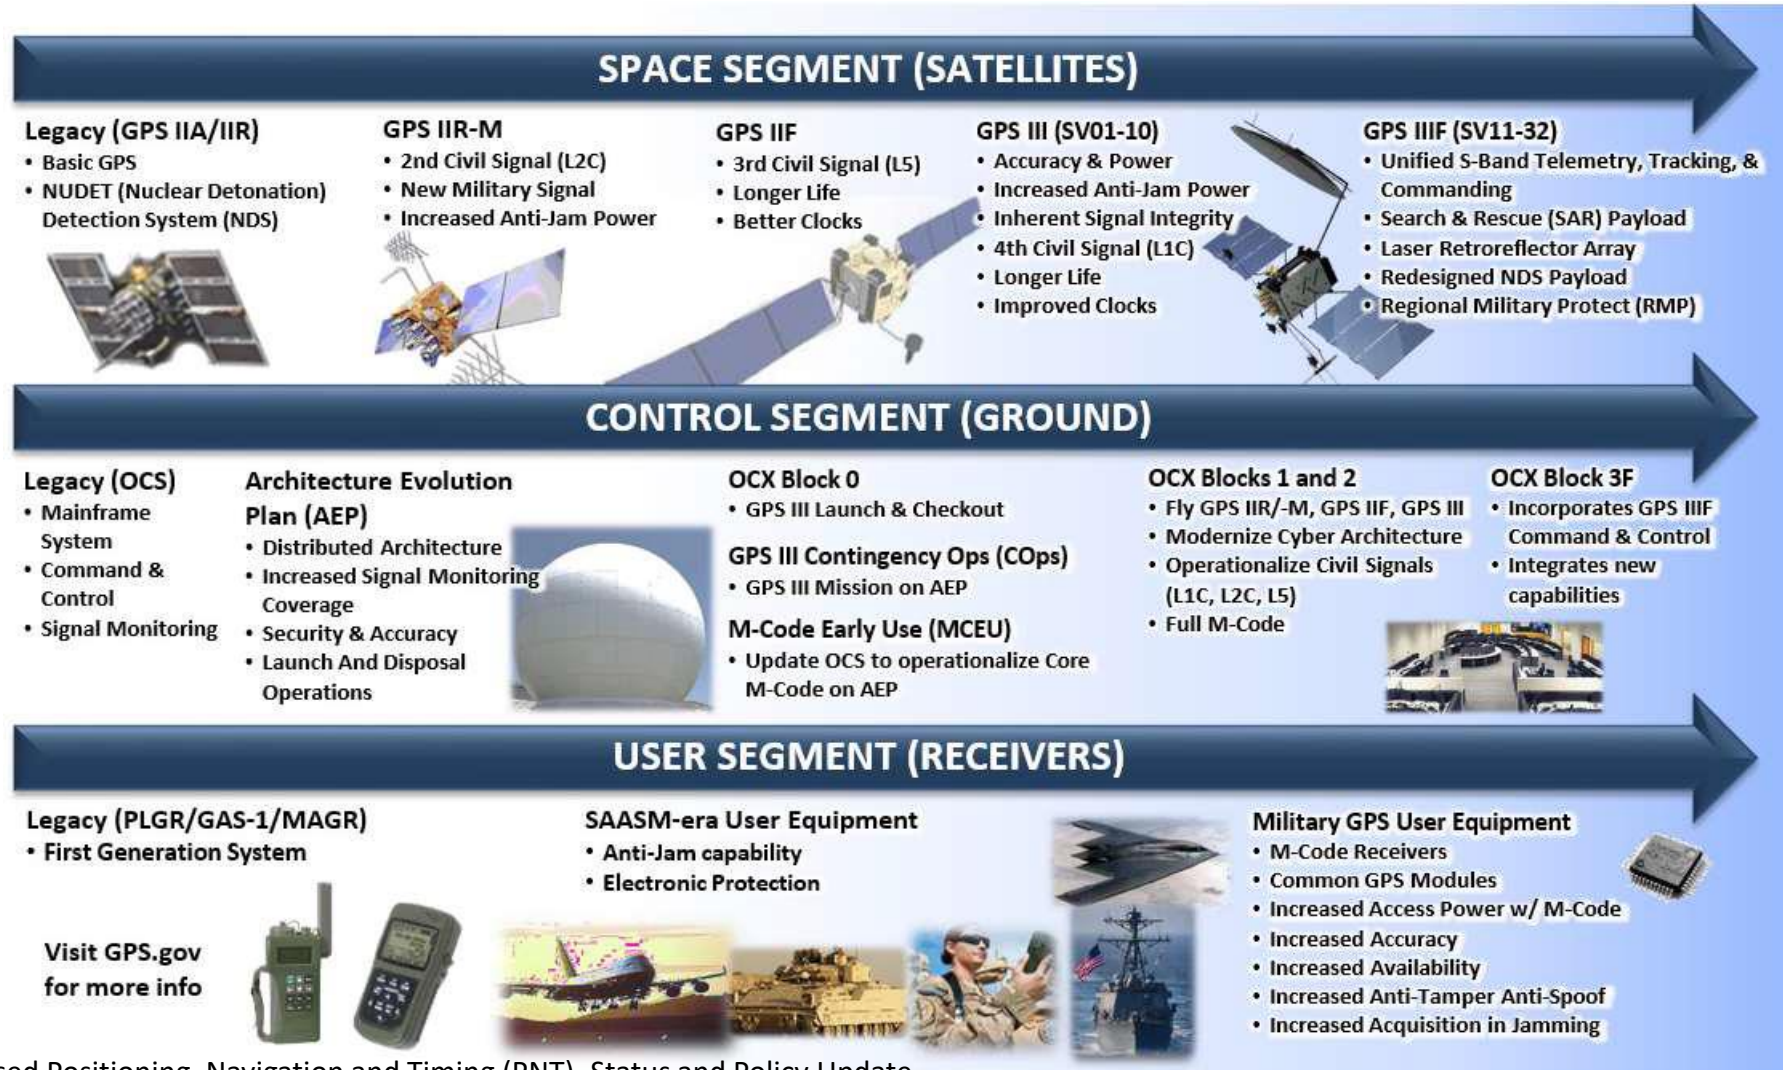 SPACE SEGMENT (SATELLITES)
Legacy (GPS IIA/IIR)
• Basic GPS
• NUDET (Nuclear Detonation)
Detection System (NDS)
GPS IIR-M
• 2nd Civil Signal (L2C)
• New Military Signal
• Increased Anti-Jam Power
GPS IIF
• 3rd Civil Signal (L5)
• Longer Life
• Better Clocks
GPS III (SV01-10)
• Accuracy & Power
• Increased Anti-Jam Power
• Inherent Signal Integrity
• 4th Civil Signal (L1C)
• Longer Life
• Improved Clocks
GPS IIIF (SV11-32)
• Unified S-Band Telemetry, Tracking, &
Commanding
• Search & Rescue (SAR) Payload
• Laser Retroreflector Array
• Redesigned NDS Payload
• Regional Military Protect (RMP)
CONTROL SEGMENT (GROUND)
Legacy (OCS)
• Mainframe
System
• Command &
Control
• Signal Monitoring
Architecture Evolution
Plan (AEP)
• Distributed Architecture
• Increased Signal Monitoring
Coverage
• Security & Accuracy
• Launch And Disposal
Operations
OCX Block 0
• GPS III Launch & Checkout
GPS III Contingency Ops (COps)
• GPS III Mission on AEP
M-Code Early Use (MCEU)
• Update OCS to operationalize Core
M-Code on AEP
OCX Blocks 1 and 2
• Fly GPS IIR/-M, GPS IIF, GPS III
• Modernize Cyber Architecture
• Operationalize Civil Signals
(L1C, L2C, L5)
• Full M-Code
OCX Block 3F
• Incorporates GPS IIIF
Command & Control
• Integrates new
capabilities
USER SEGMENT (RECEIVERS)
Legacy (PLGR/GAS-1/MAGR)
• First Generation System
Visit GPS.gov
for more info
SAASM-era User Equipment
• Anti-Jam capability
• Electronic Protection
Military GPS User Equipment
• M-Code Receivers
• Common GPS Modules
• Increased Access Power w/ M-Code
• Increased Accuracy
• Increased Availability
• Increased Anti-Tamper Anti-Spoof
• Increased Acquisition in Jamming
Positioning, Navigation and Timing (PNT) Status and Policy Update